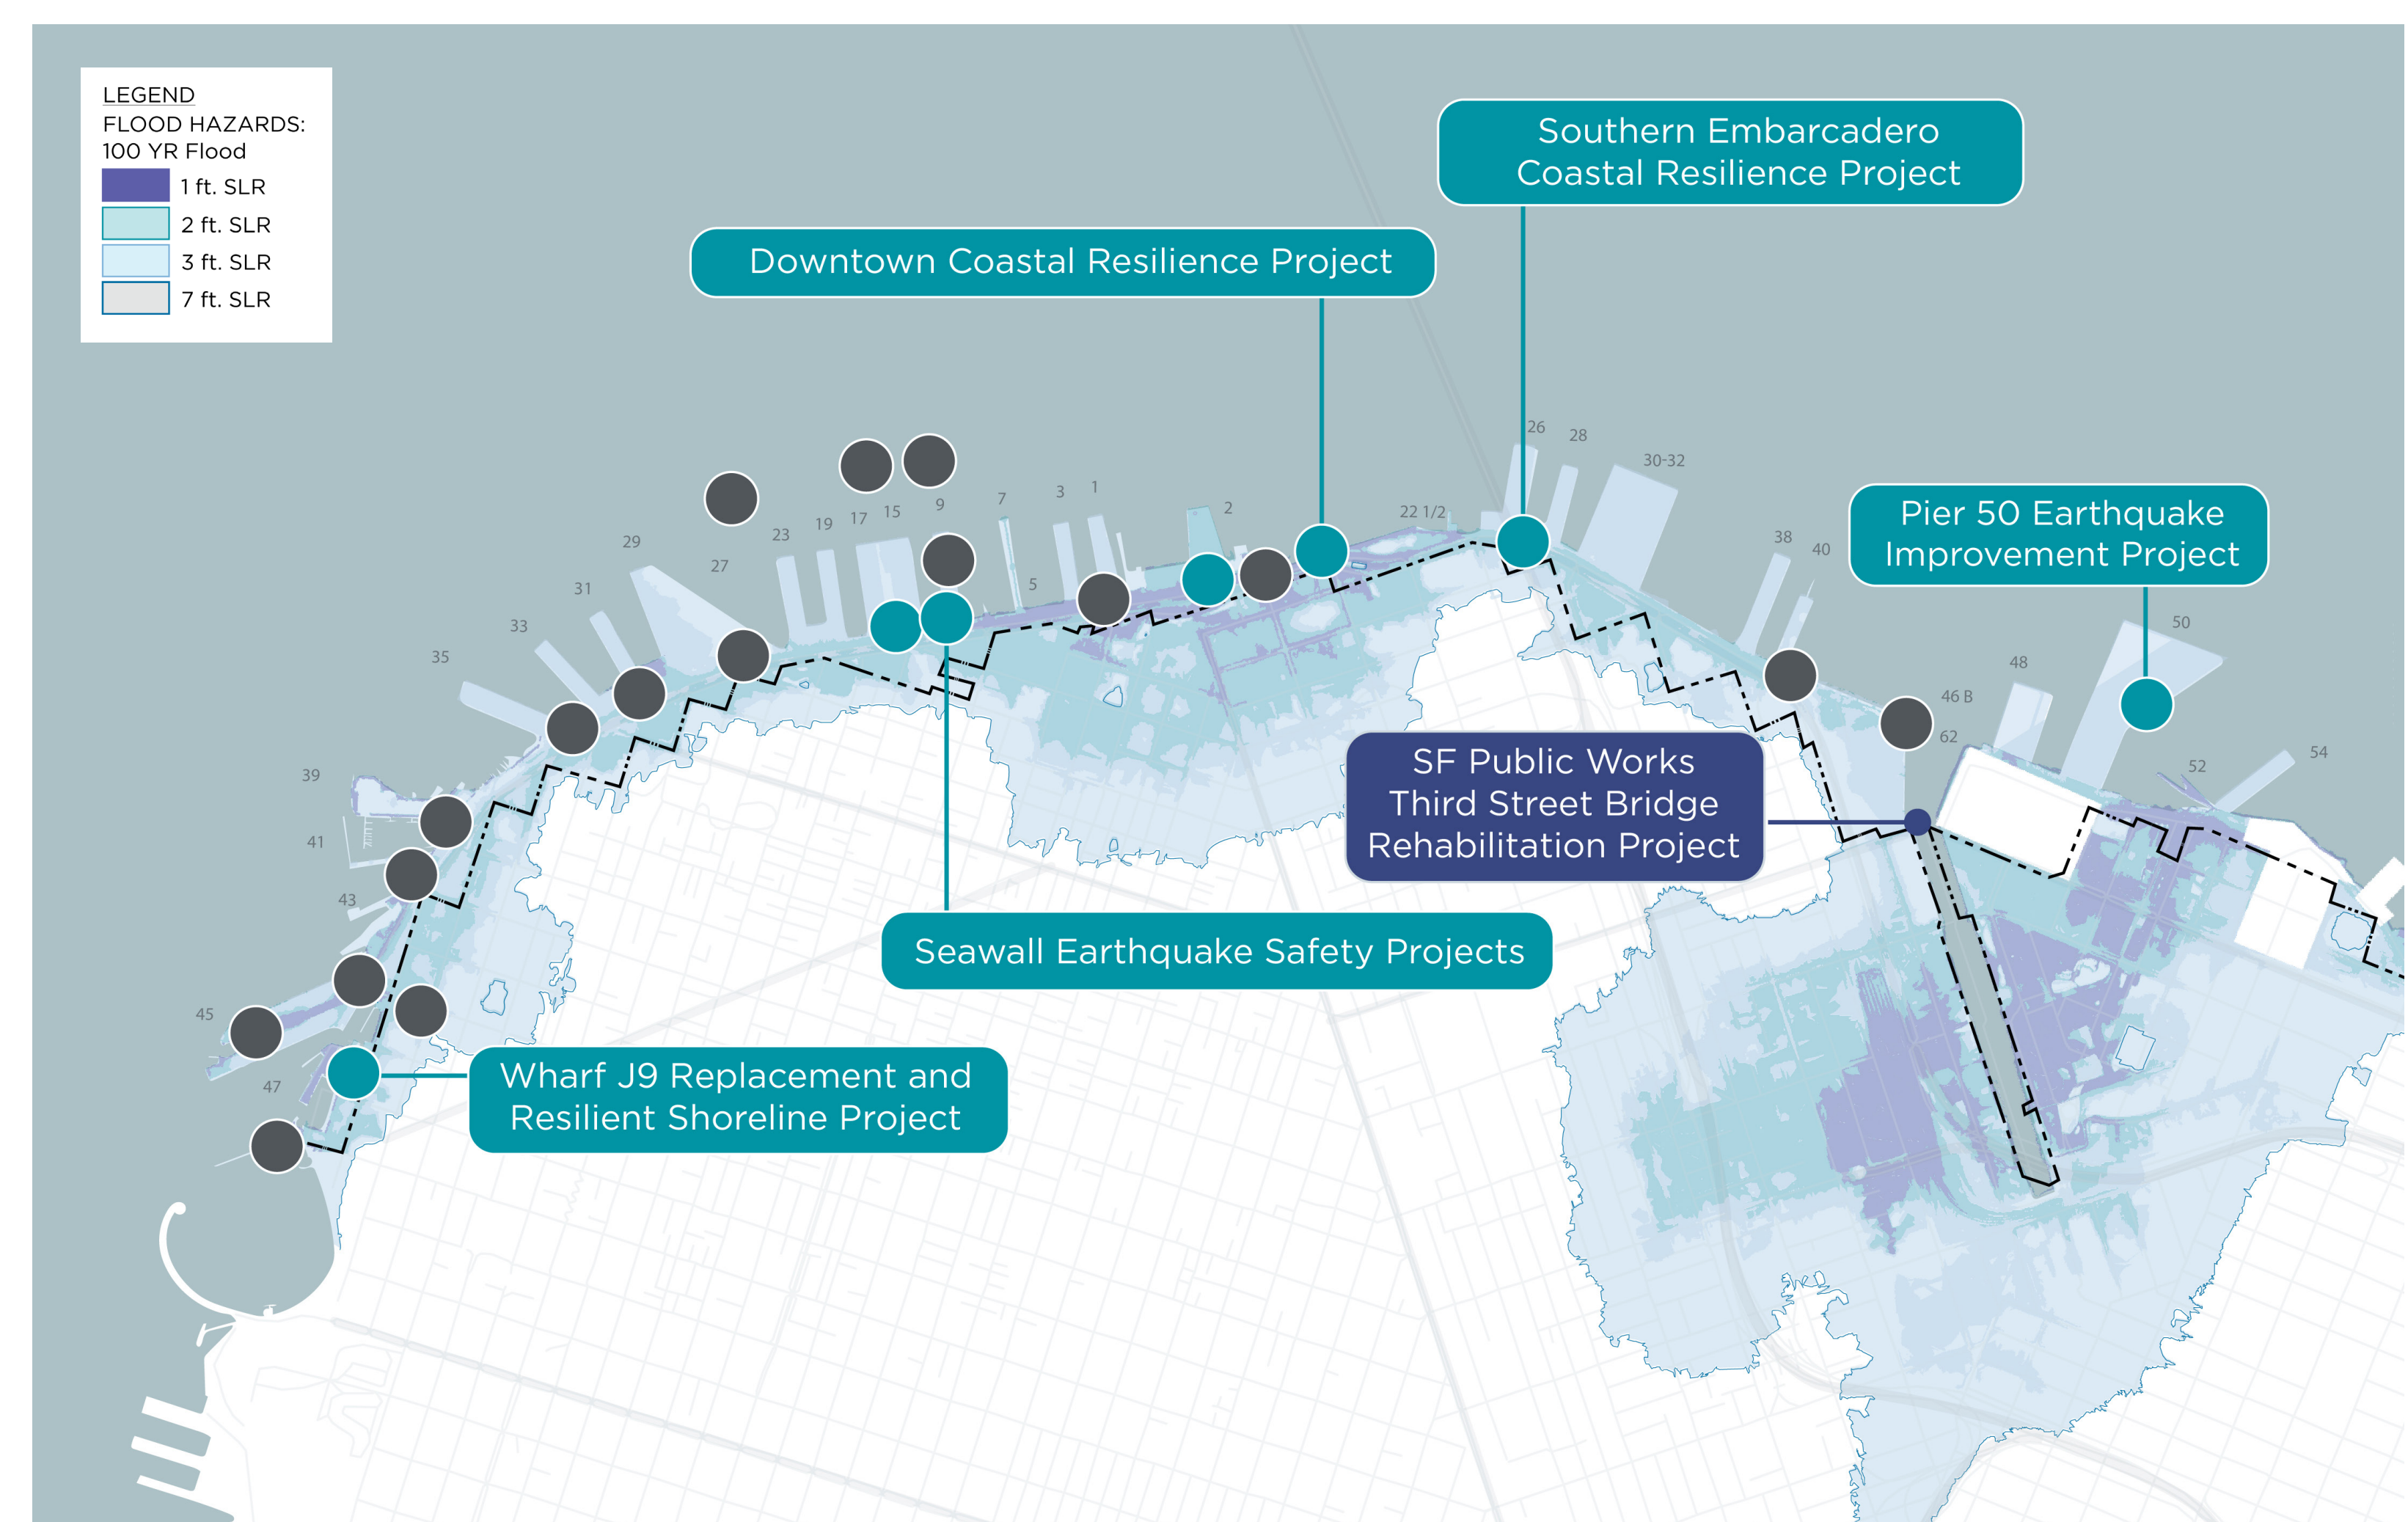 LEGEND
FLOOD HAZARDS:
100 YR Flood
1 ft. SLR
2 ft. SLR
3 ft. SLR
7 ft. SLR
Southern Embarcadero
Coastal Resilience Project
Downtown Coastal Resilience Project
Pier 50 Earthquake
Improvement Project
SF Public Works
Third Street Bridge
Rehabilitation Project
Seawall Earthquake Safety Projects
Wharf J9 Replacement and
Resilient Shoreline Project
47
45
43
41
39
35
33
31
29
27
23
19
17
15
9
7
5
3
1
2
22 1/2
26
28
30-32
38
40
46 B
62
48
50
52
54